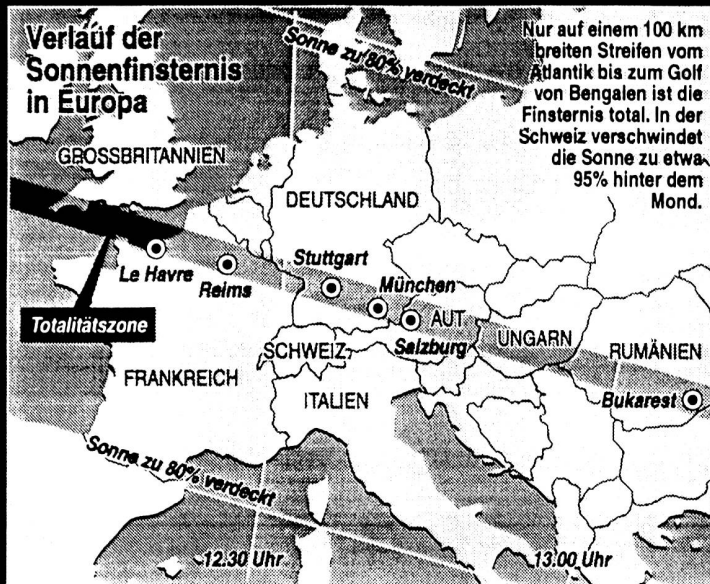 Verlauf der
Sonnenfinsternis
in Europa
Sonne zu 80% verdeckt
Nur auf einem 100 km
breiten Streifen vom
Atlantik bis zum Golf
von Bengalen ist die
Finsternis total. In der
Schweiz verschwindet
die Sonne zu etwa
95% hinter dem
Mond.
GROSSBRITANNIEN
DEUTSCHLAND
Le Havre
Reims
Stuttgart
München
Totalitätszone
AUT
Salzburg
UNGARN
RUMÄNIEN
SCHWEIZ
FRANKREICH
ITALIEN
Bukarest
Sonne zu 80% verdeckt
12.30 Uhr
13.00 Uhr